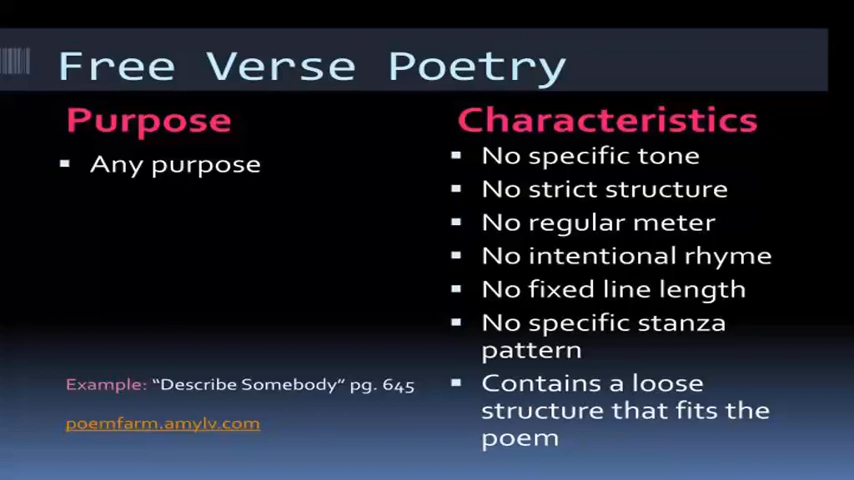 Free Verse Poetry
Purpose
▪ Any purpose
Example: “Describe Somebody” pg. 645
poemfarm.amylv.com
Characteristics
▪ No specific tone
▪ No strict structure
▪ No regular meter
▪ No intentional rhyme
▪ No fixed line length
▪ No specific stanza
pattern
▪ Contains a loose
structure that fits the
poem